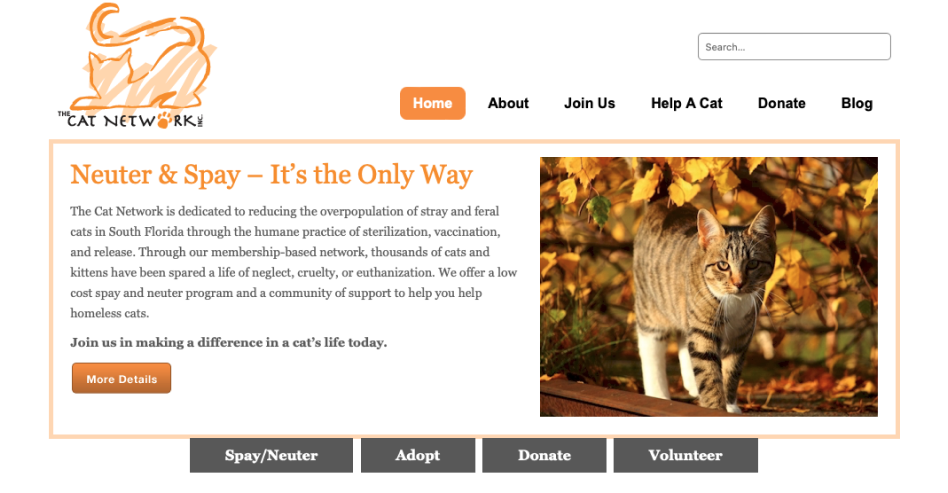 THE CAT NETWORK INC.
Search...
Home About Join Us Help A Cat Donate Blog
Neuter & Spay – It’s the Only Way
The Cat Network is dedicated to reducing the overpopulation of stray and feral
cats in South Florida through the humane practice of sterilization, vaccination,
and release. Through our membership-based network, thousands of cats and
kittens have been spared a life of neglect, cruelty, or euthanization. We offer a low
cost spay and neuter program and a community of support to help you help
homeless cats.
Join us in making a difference in a cat’s life today.
More Details
Spay/Neuter Adopt Donate Volunteer